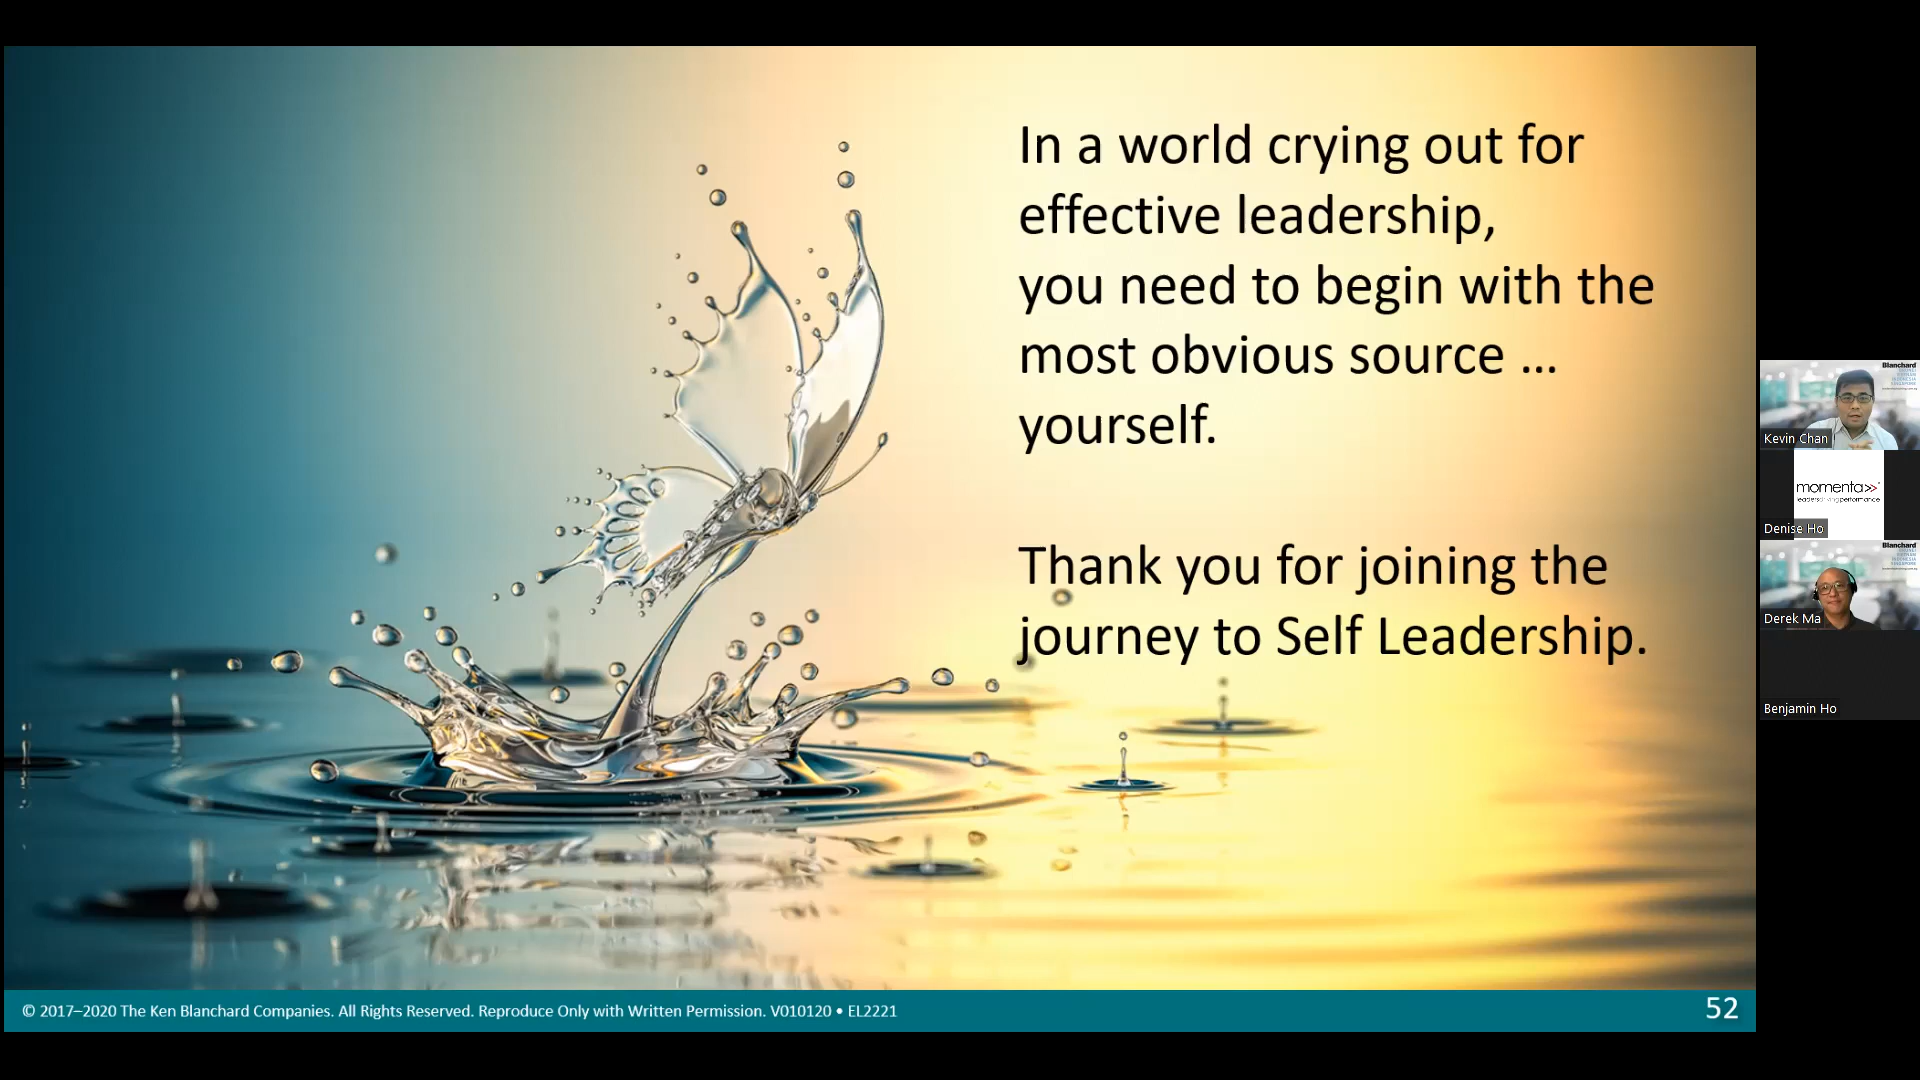 In a world crying out for
effective leadership,
you need to begin with the
most obvious source ...
yourself.
Thank you for joining the
journey to Self Leadership.
© 2017–2020 The Ken Blanchard Companies. All Rights Reserved. Reproduce Only with Written Permission. V010120 • EL2221
52
Blanchard
Kevin Chan
momenta>>
Denise Ho
Blanchard
Derek Ma
Benjamin Ho